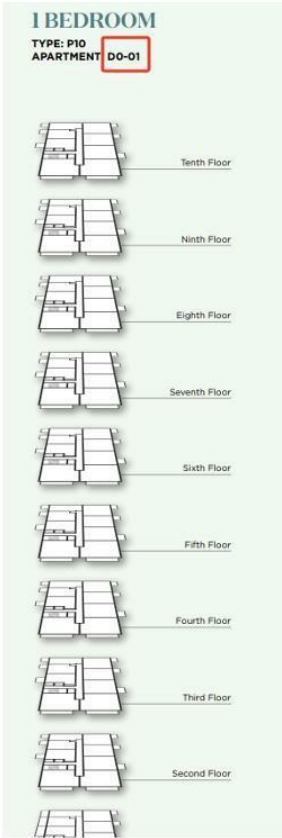 1 BEDROOM
TYPE: P10
APARTMENT D0-01
Tenth Floor
Ninth Floor
Eighth Floor
Seventh Floor
Sixth Floor
Fifth Floor
Fourth Floor
Third Floor
Second Floor